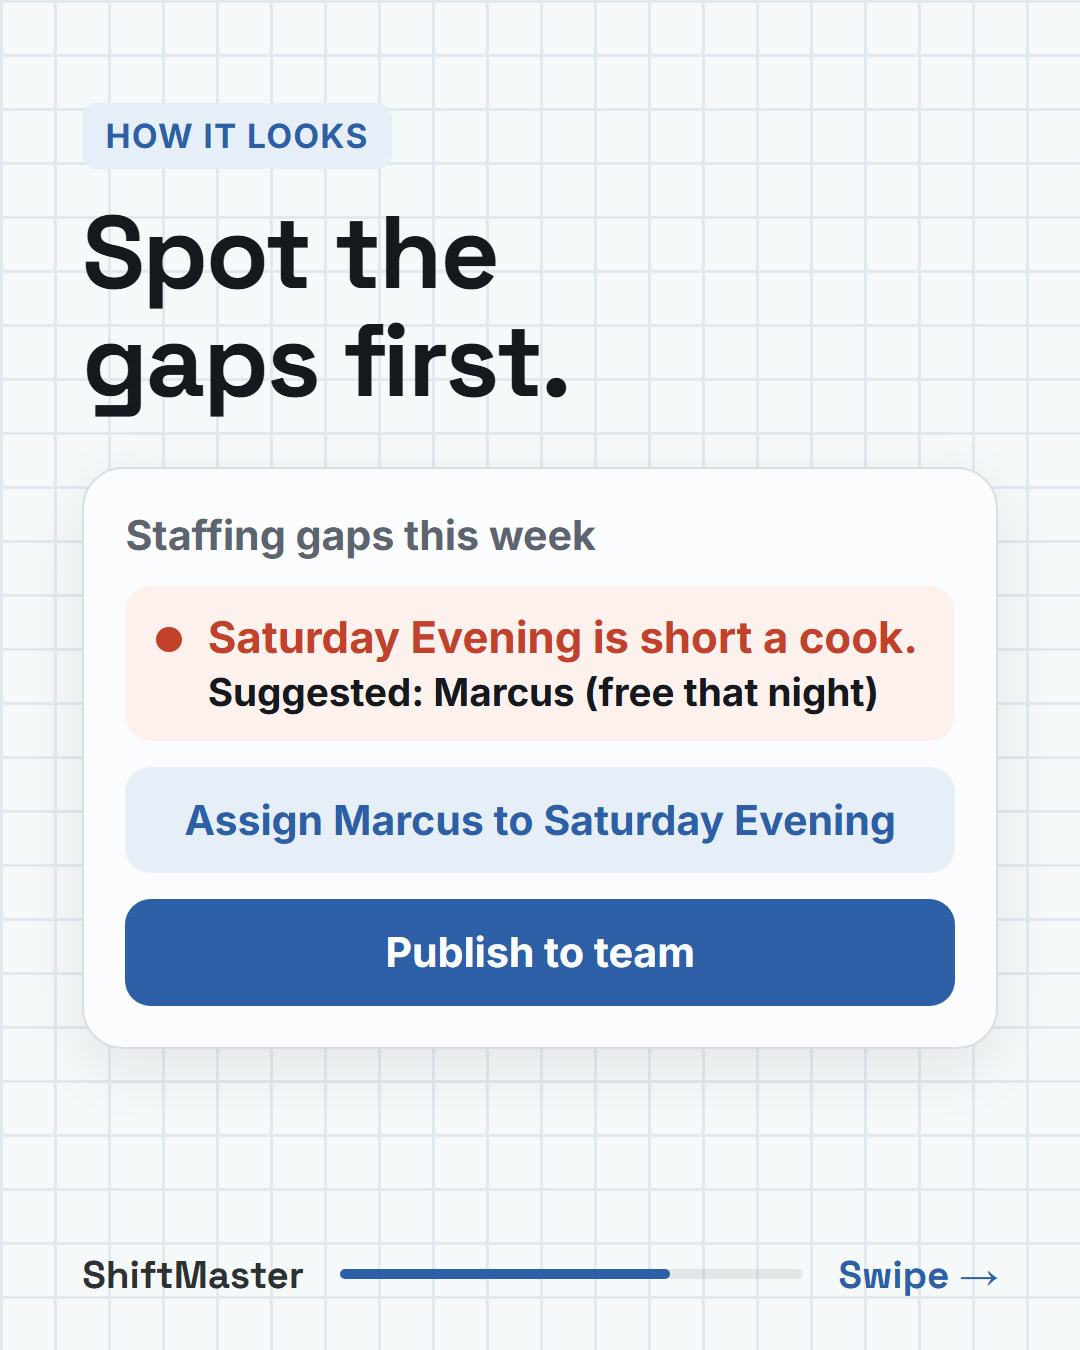 HOW IT LOOKS
Spot the
gaps first.
Staffing gaps this week
Saturday Evening is short a cook.
Suggested: Marcus (free that night)
Assign Marcus to Saturday Evening
Publish to team
ShiftMaster
Swipe →